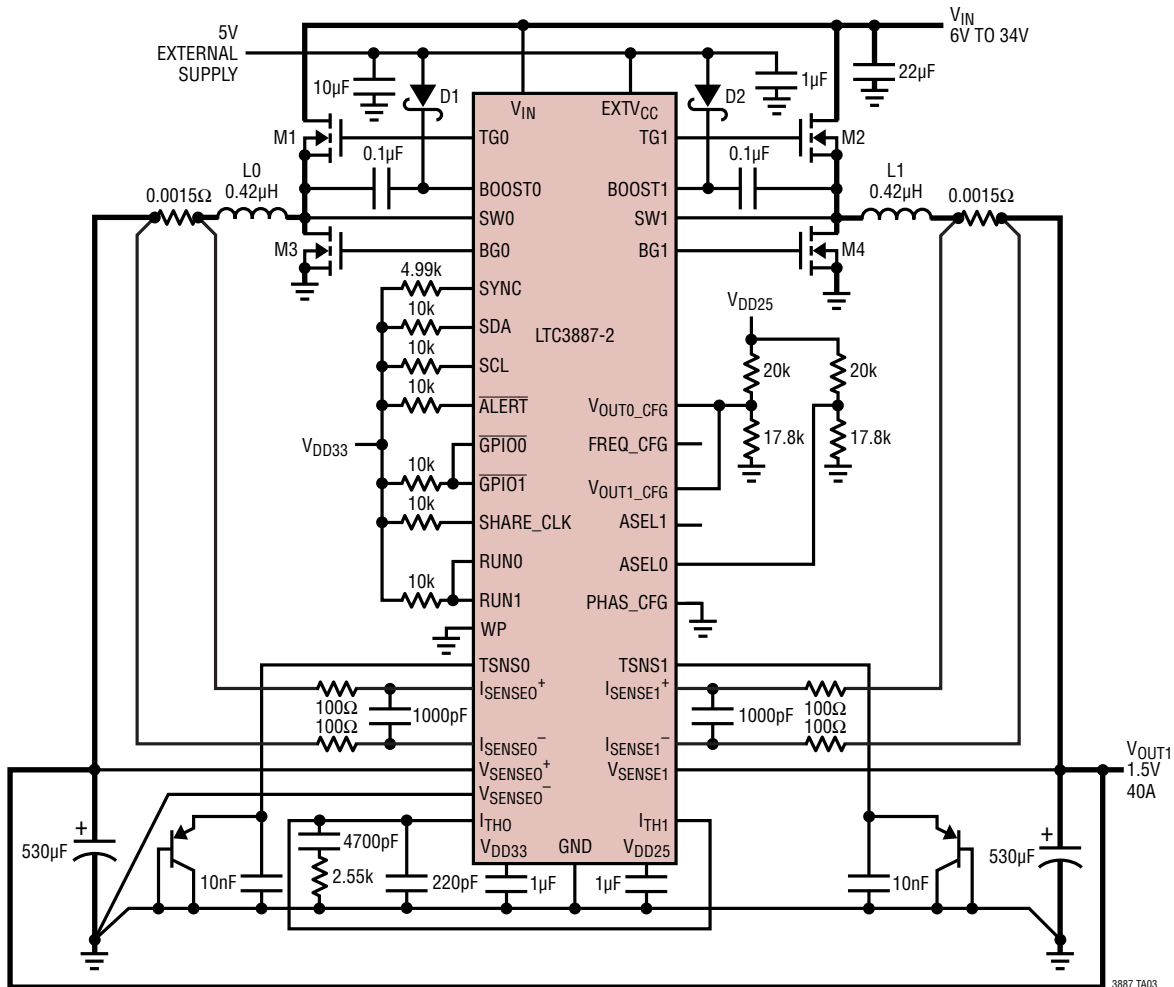 5V
EXTERNAL
SUPPLY
V_IN
6V TO 34V
10µF
D1
D2
1µF
22µF
V_IN
EXTV_CC
M1
TG0
TG1
M2
0.1µF
0.1µF
L0
0.42µH
0.0015Ω
BOOST0
BOOST1
L1
0.42µH
0.0015Ω
SW0
SW1
M3
BG0
BG1
M4
4.99k
SYNC
10k
SDA
LTC3887-2
V_DD25
10k
SCL
20k
20k
10k
ALERT
V_OUT0_CFG
V_DD33
GPIO0
FREQ_CFG
17.8k
17.8k
10k
GPIO1
V_OUT1_CFG
10k
SHARE_CLK
ASEL1
RUN0
ASEL0
10k
RUN1
PHAS_CFG
WP
TSNS0
TSNS1
I_SENSE0+
I_SENSE1+
100Ω
100Ω
1000pF
1000pF
100Ω
100Ω
I_SENSE0−
I_SENSE1−
V_SENSE0+
V_SENSE1
V_OUT1
1.5V
40A
V_SENSE0−
I_TH0
I_TH1
+
530µF
4700pF
V_DD33
GND
V_DD25
+
530µF
10nF
2.55k
220pF
1µF
1µF
10nF
3887 TA03